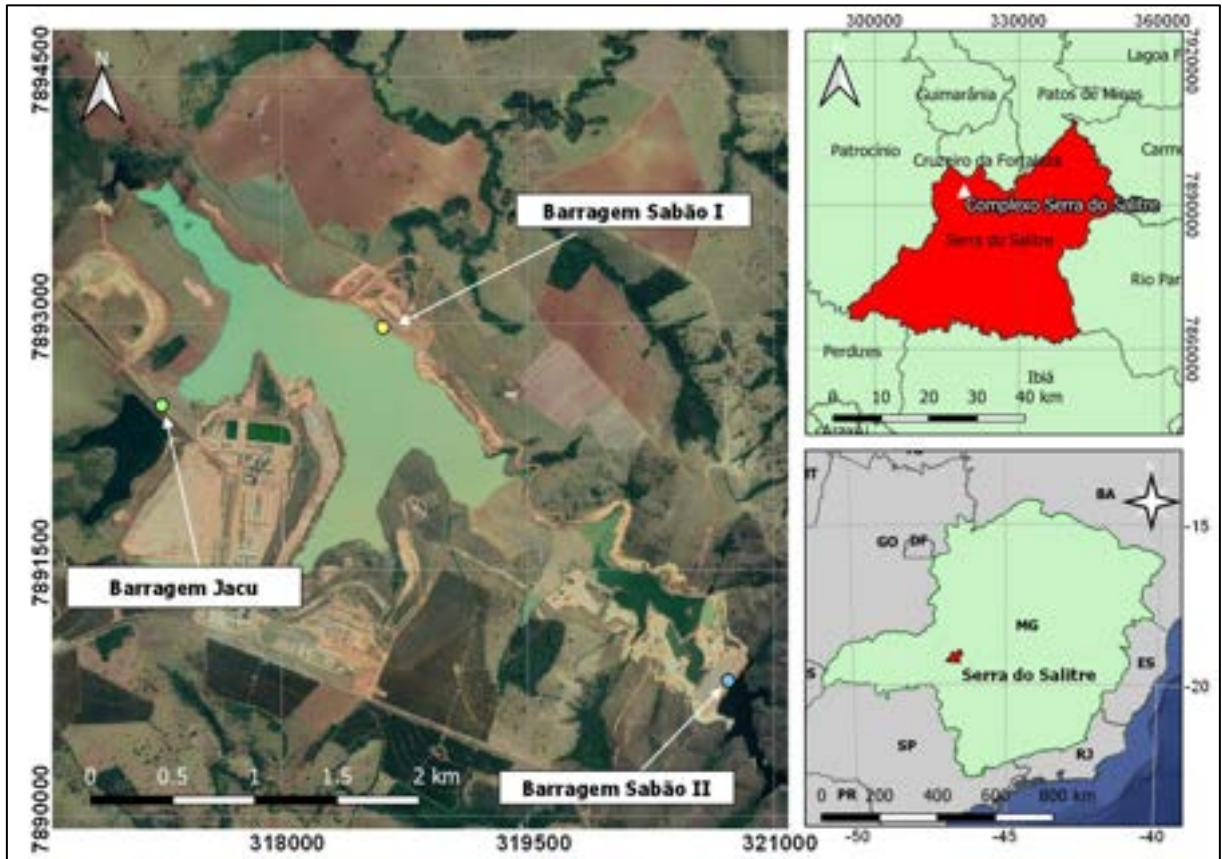 N
7894500
7893000
7891500
7890000
318000
319500
321000
Barragem Sabão I
Barragem Jacu
Barragem Sabão II
0 0.5 1 1.5 2 km
300000 330000 360000
7920000
7890000
7860000
Guimarânia
Patos de Minas
Patrocínio
Cruzeiro da Fortaleza
Complexo Serra do Salitre
Serra do Salitre
Perdizes
Ibiá
0 10 20 30 40 km
BA
-15
GO DF
MG
ES
Serra do Salitre
-20
SP
RJ
0 PR 200 400 600 800 km
-50 -45 -40